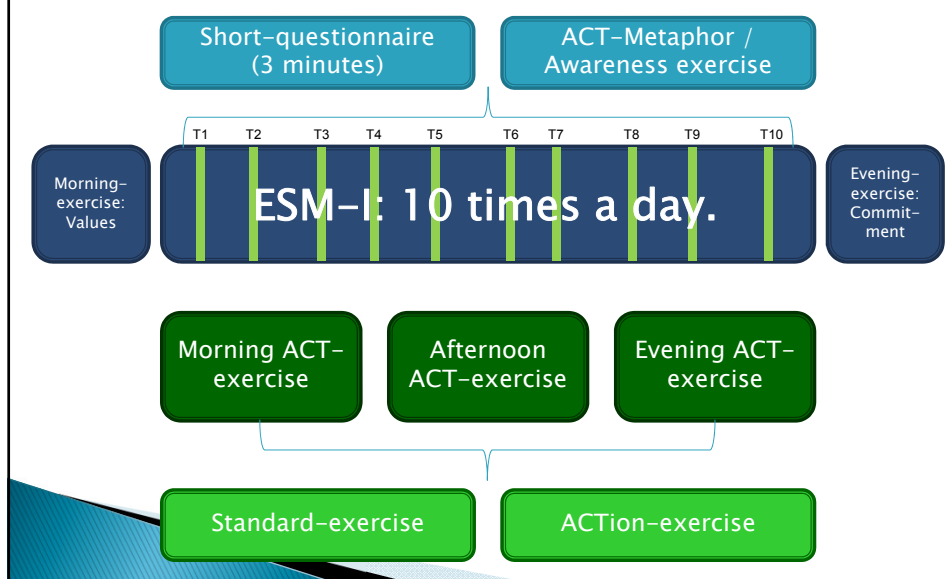 Short-questionnaire
(3 minutes)
ACT-Metaphor /
Awareness exercise
T1 T2 T3 T4 T5 T6 T7 T8 T9 T10
Morning-
exercise:
Values
ESM-I: 10 times a day.
Evening-
exercise:
Commit-
ment
Morning ACT-
exercise
Afternoon
ACT-exercise
Evening ACT-
exercise
Standard-exercise
ACTion-exercise